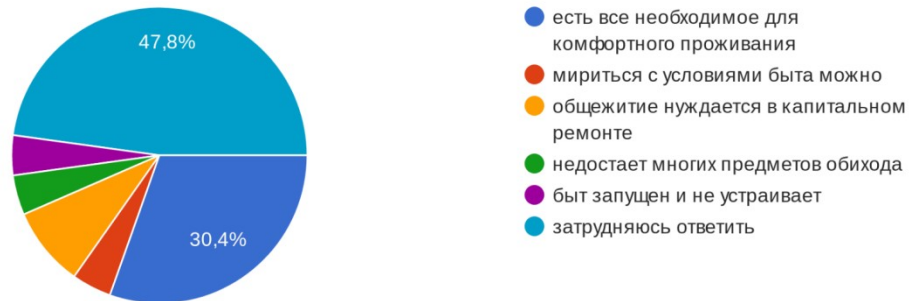 47,8%
30,4%
есть все необходимое для
комфортного проживания
мириться с условиями быта можно
общежитие нуждается в капитальном
ремонте
недостает многих предметов обихода
быт запущен и не устраивает
затрудняюсь ответить